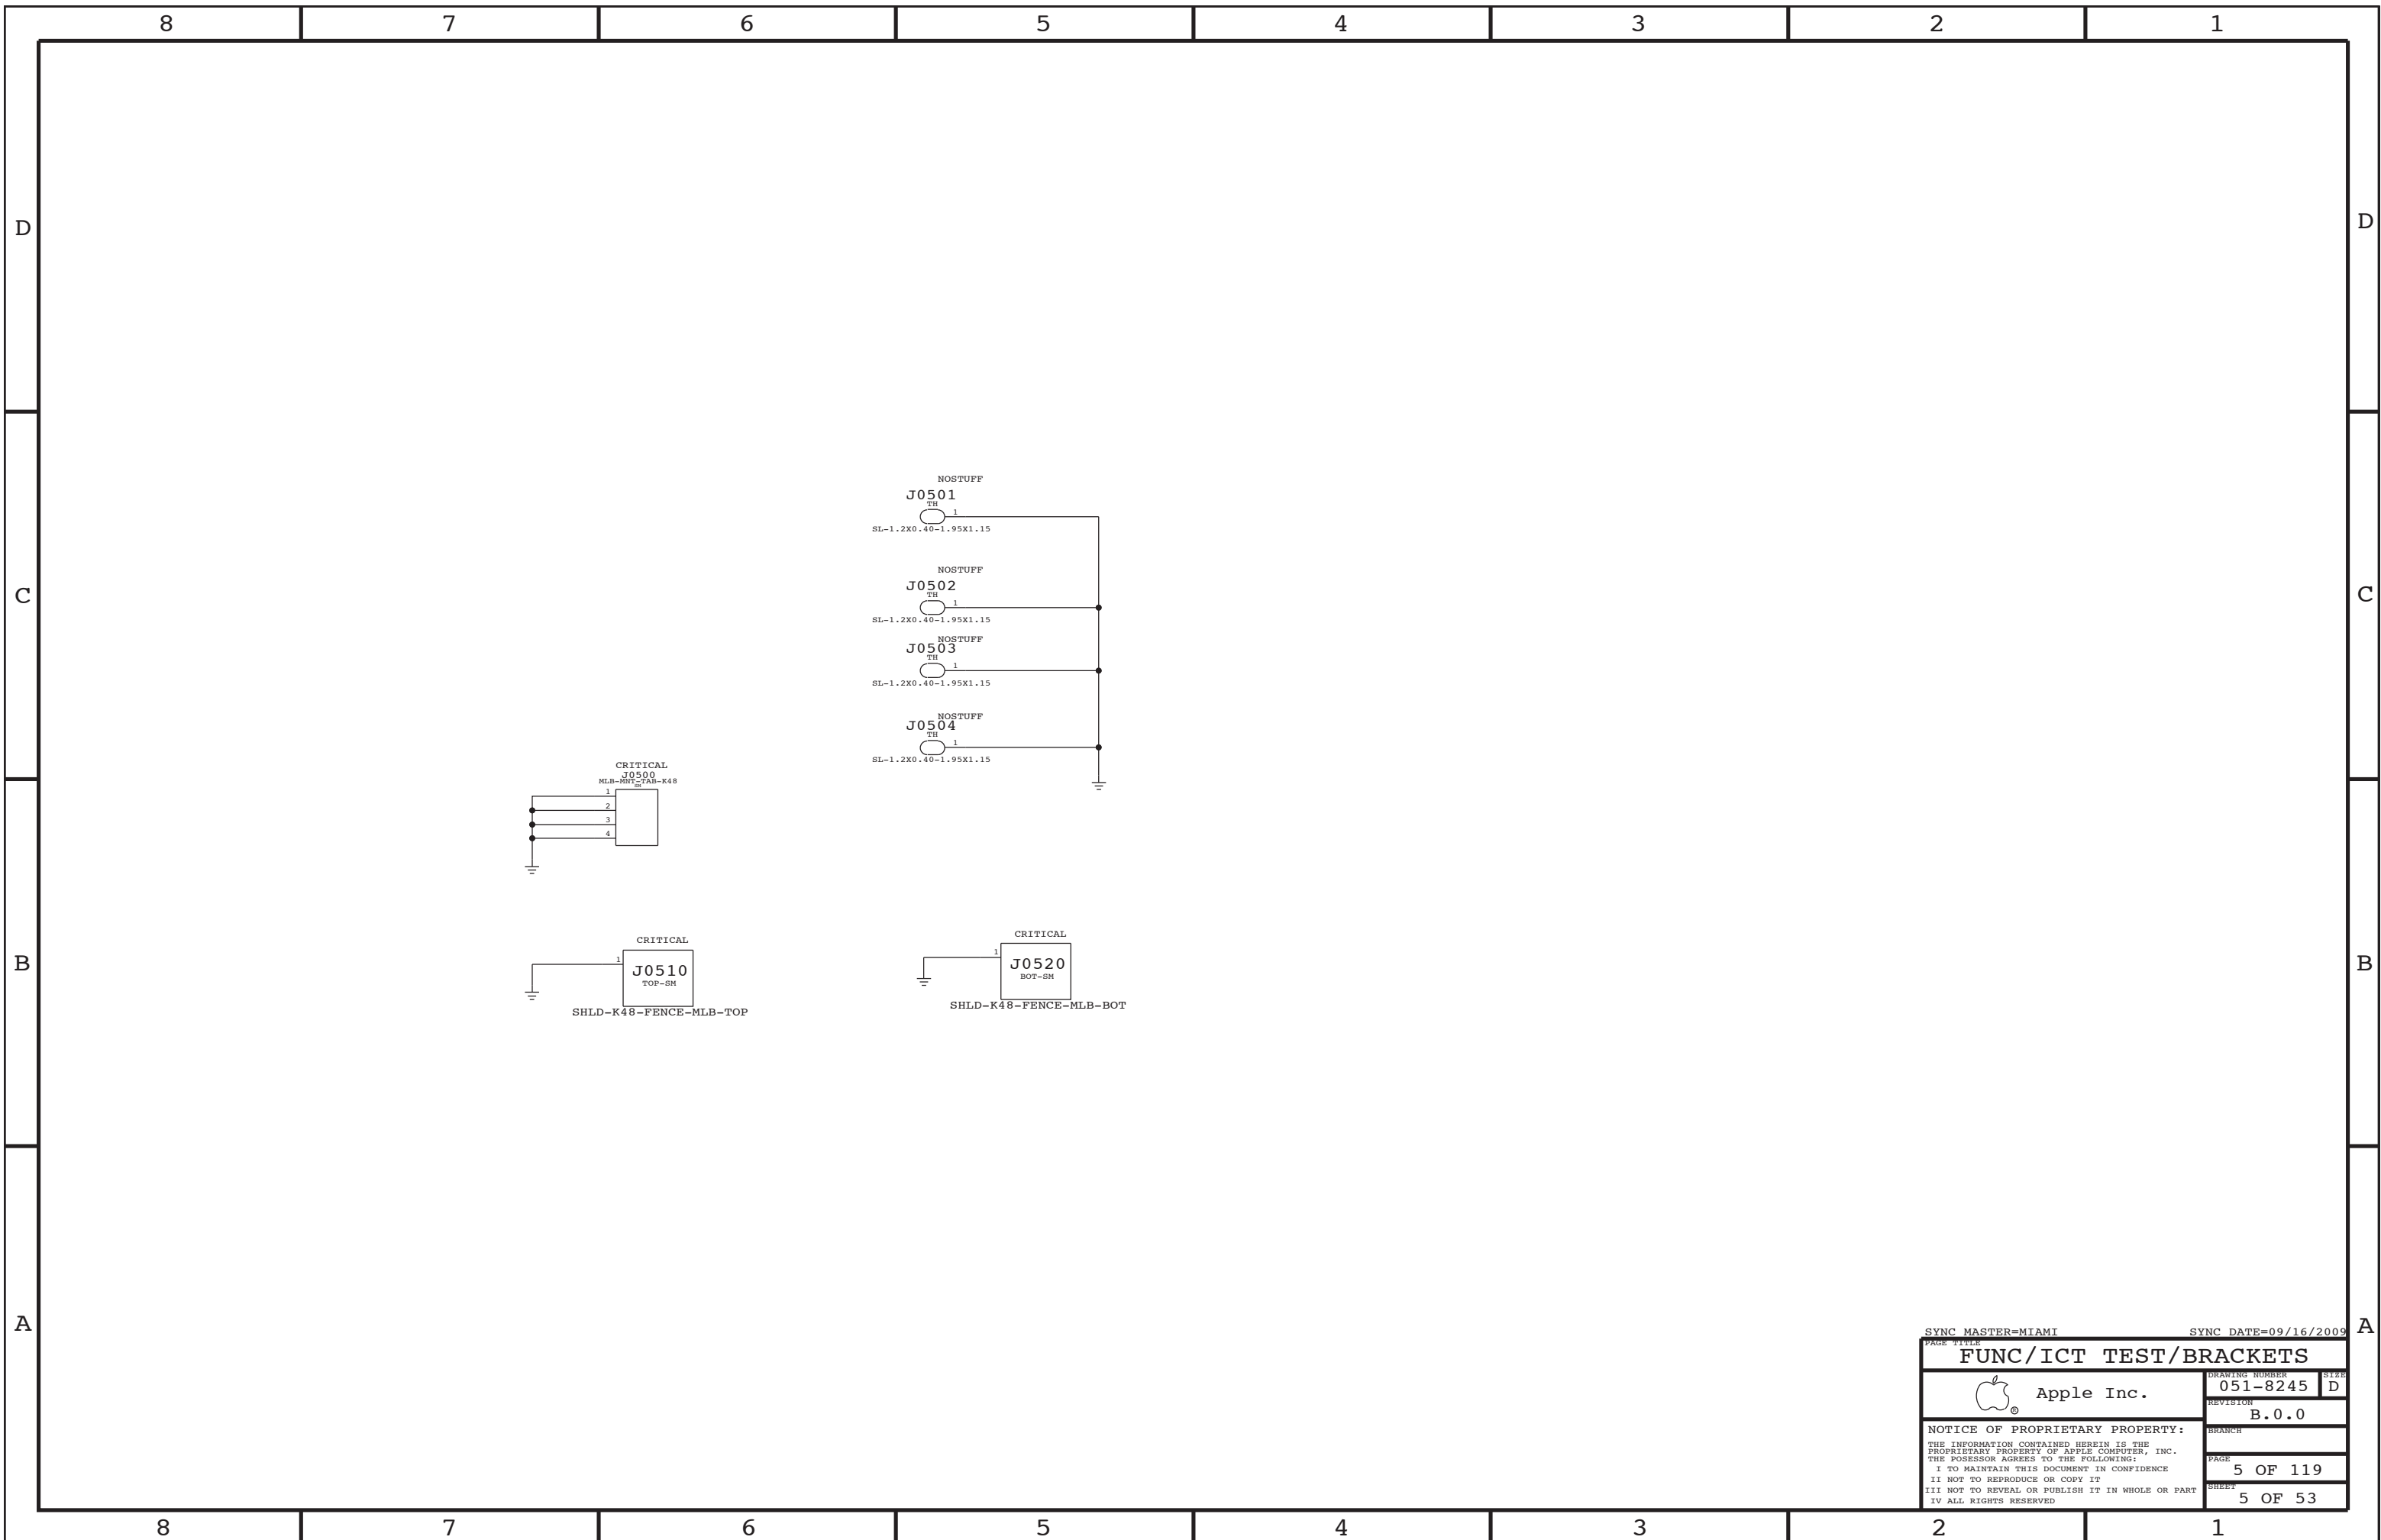 8 7 6 5 4 3 2 1
D D
NOSTUFF
J0501
TH
1
SL-1.2X0.40-1.95X1.15
NOSTUFF
J0502
TH
1
SL-1.2X0.40-1.95X1.15
C C
NOSTUFF
J0503
TH
1
SL-1.2X0.40-1.95X1.15
NOSTUFF
J0504
TH
1
SL-1.2X0.40-1.95X1.15
CRITICAL
J0500
MLB-MNT-TAB-K48
SM
1
2
3
4
CRITICAL
1
J0510
TOP-SM
SHLD-K48-FENCE-MLB-TOP
CRITICAL
1
J0520
BOT-SM
SHLD-K48-FENCE-MLB-BOT
B B
A A
SYNC MASTER=MIAMI SYNC DATE=09/16/2009
PAGE TITLE
FUNC/ICT TEST/BRACKETS
Apple Inc.
®
DRAWING NUMBER
051-8245
SIZE
D
REVISION
B.0.0
BRANCH
NOTICE OF PROPRIETARY PROPERTY:
THE INFORMATION CONTAINED HEREIN IS THE
PROPRIETARY PROPERTY OF APPLE COMPUTER, INC.
THE POSESSOR AGREES TO THE FOLLOWING:
I TO MAINTAIN THIS DOCUMENT IN CONFIDENCE
II NOT TO REPRODUCE OR COPY IT
III NOT TO REVEAL OR PUBLISH IT IN WHOLE OR PART
IV ALL RIGHTS RESERVED
PAGE
5 OF 119
SHEET
5 OF 53
8 7 6 5 4 3 2 1